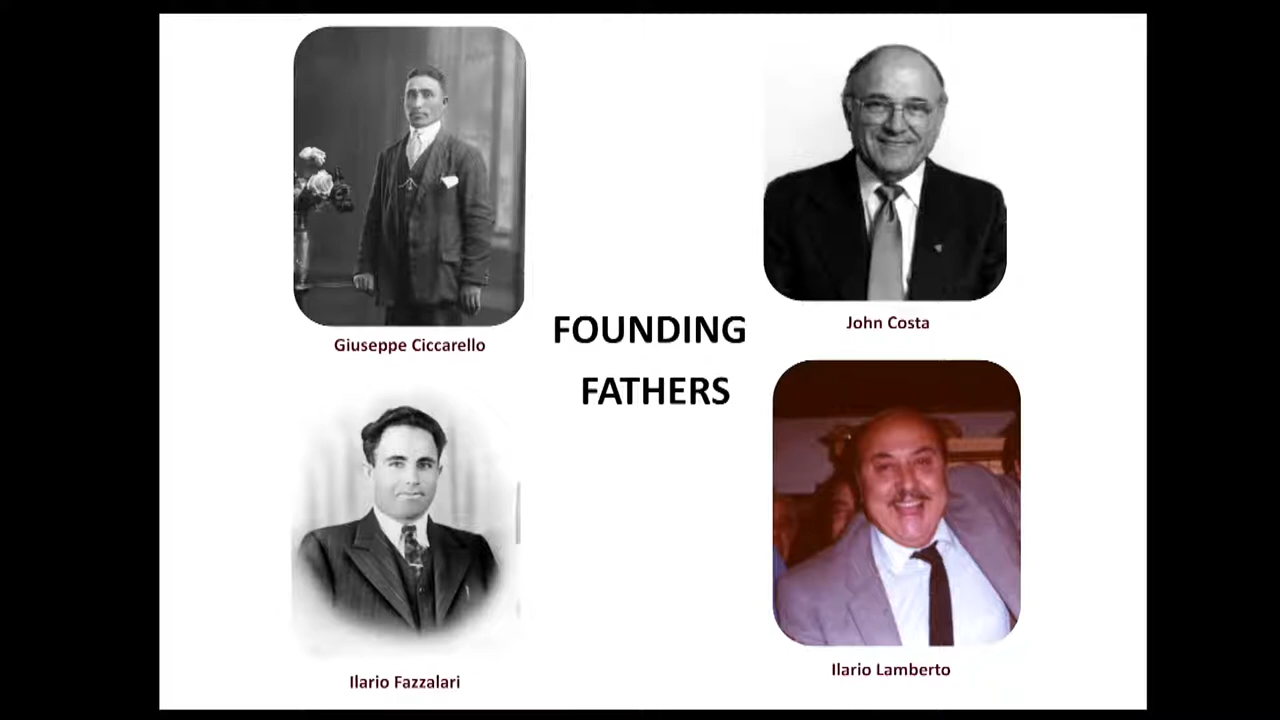 Giuseppe Ciccarello
John Costa
FOUNDING
FATHERS
Ilario Fazzalari
Ilario Lamberto